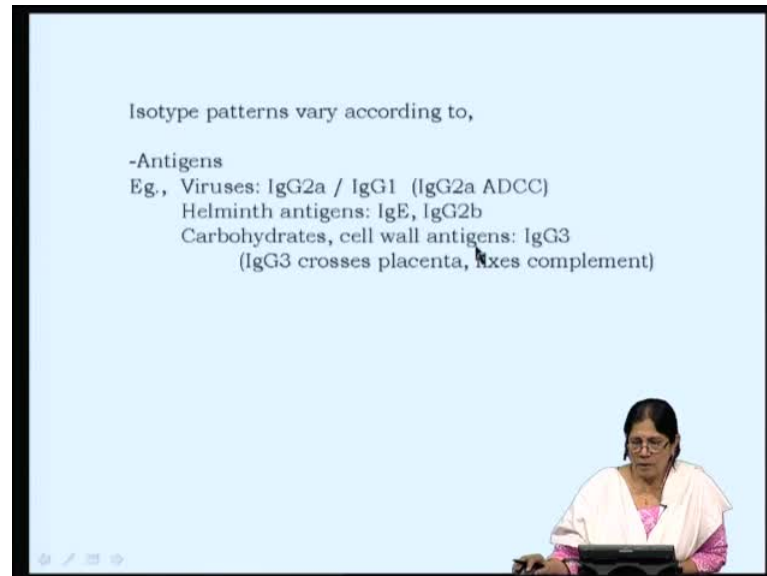 Isotype patterns vary according to,
-Antigens
Eg., Viruses: IgG2a / IgG1 (IgG2a ADCC)
Helminth antigens: IgE, IgG2b
Carbohydrates, cell wall antigens: IgG3
(IgG3 crosses placenta, fixes complement)